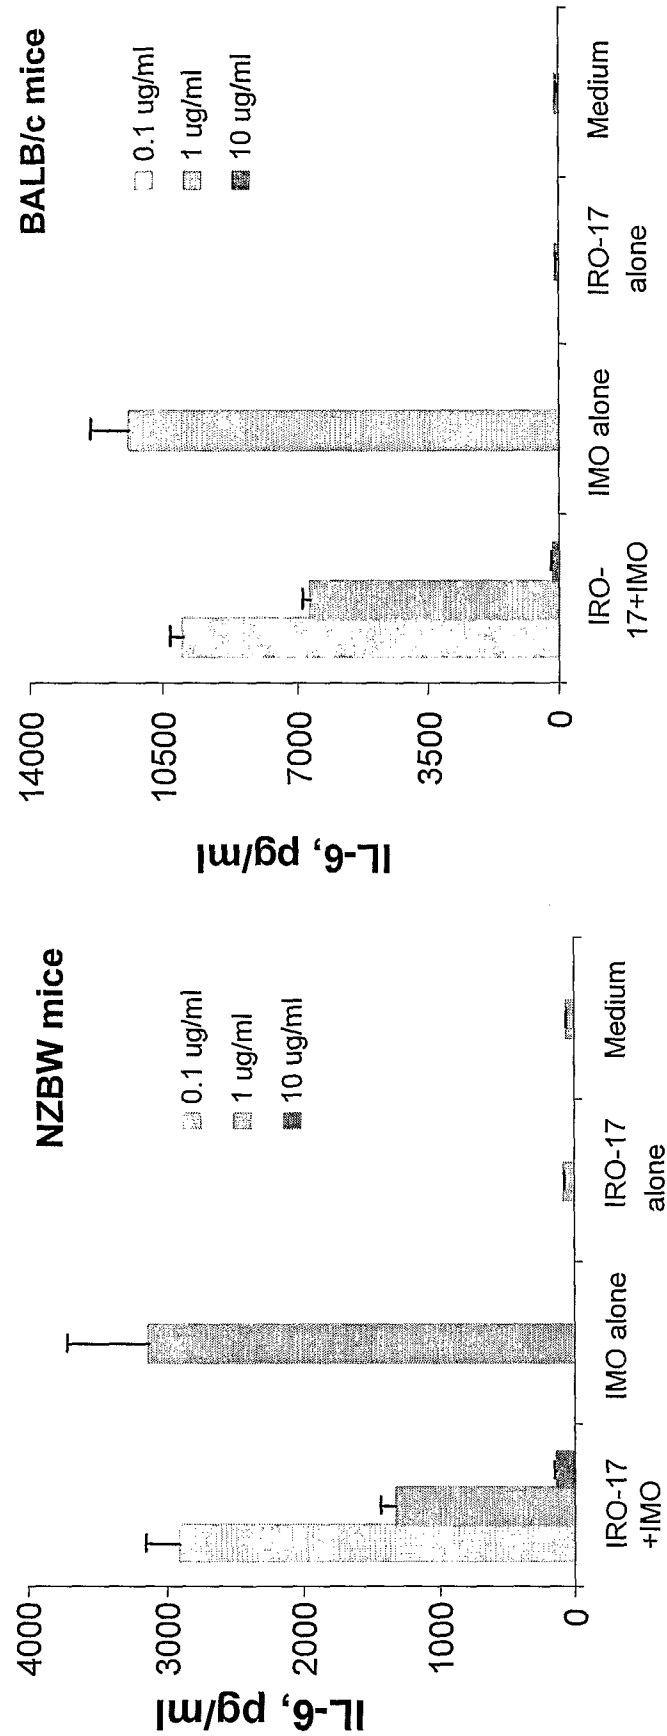 NZBW mice
0.1 ug/ml
1 ug/ml
10 ug/ml
IL-6, pg/ml
4000
3000
2000
1000
0
IRO-17
+IMO
IMO alone
IRO-17
alone
Medium
BALB/c mice
0.1 ug/ml
1 ug/ml
10 ug/ml
IL-6, pg/ml
14000
10500
7000
3500
0
IRO-
17+IMO
IMO alone
IRO-17
alone
Medium